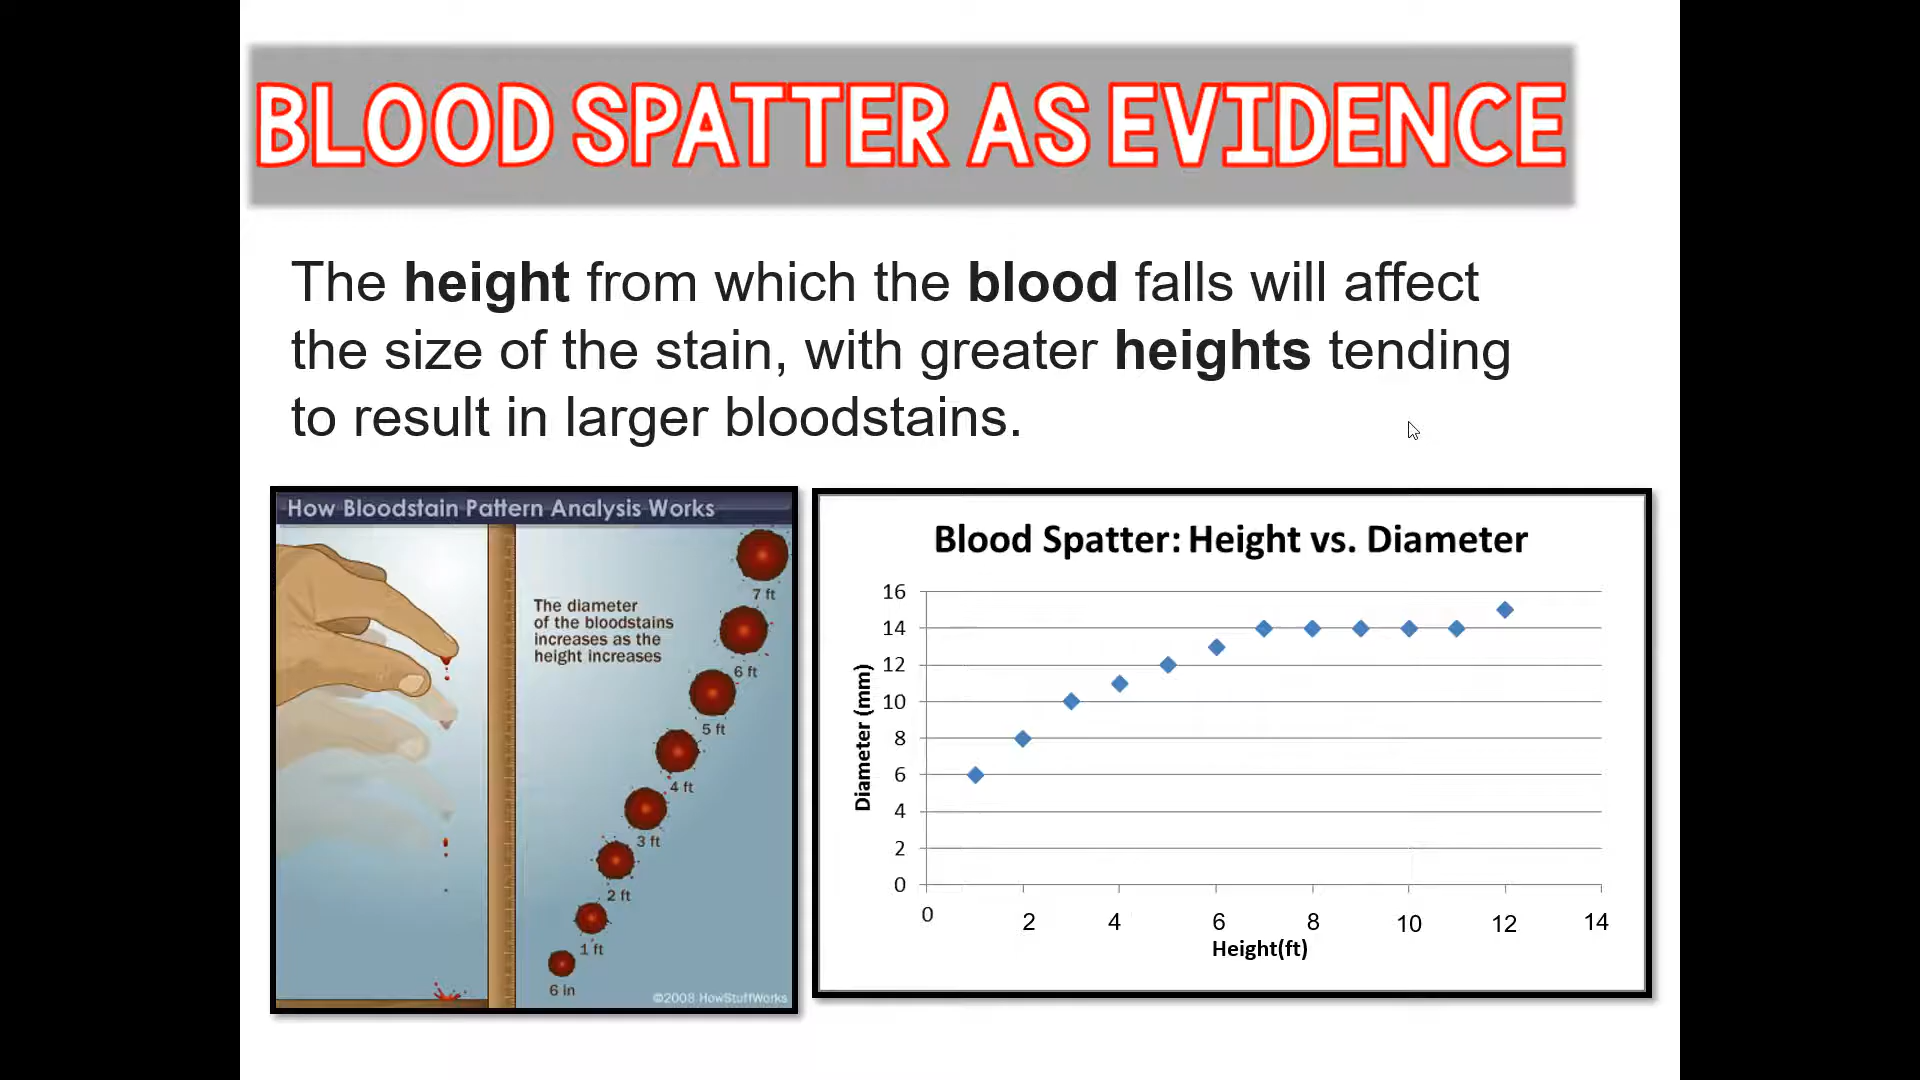 BLOOD SPATTER AS EVIDENCE
The height from which the blood falls will affect
the size of the stain, with greater heights tending
to result in larger bloodstains.
How Bloodstain Pattern Analysis Works
The diameter
of the bloodstains
increases as the
height increases
7 ft
6 ft
5 ft
4 ft
3 ft
2 ft
1 ft
6 in
©2008 HowStuffWorks
Blood Spatter: Height vs. Diameter
Diameter (mm)
16
14
12
10
8
6
4
2
0
0 2 4 6 8 10 12 14
Height(ft)